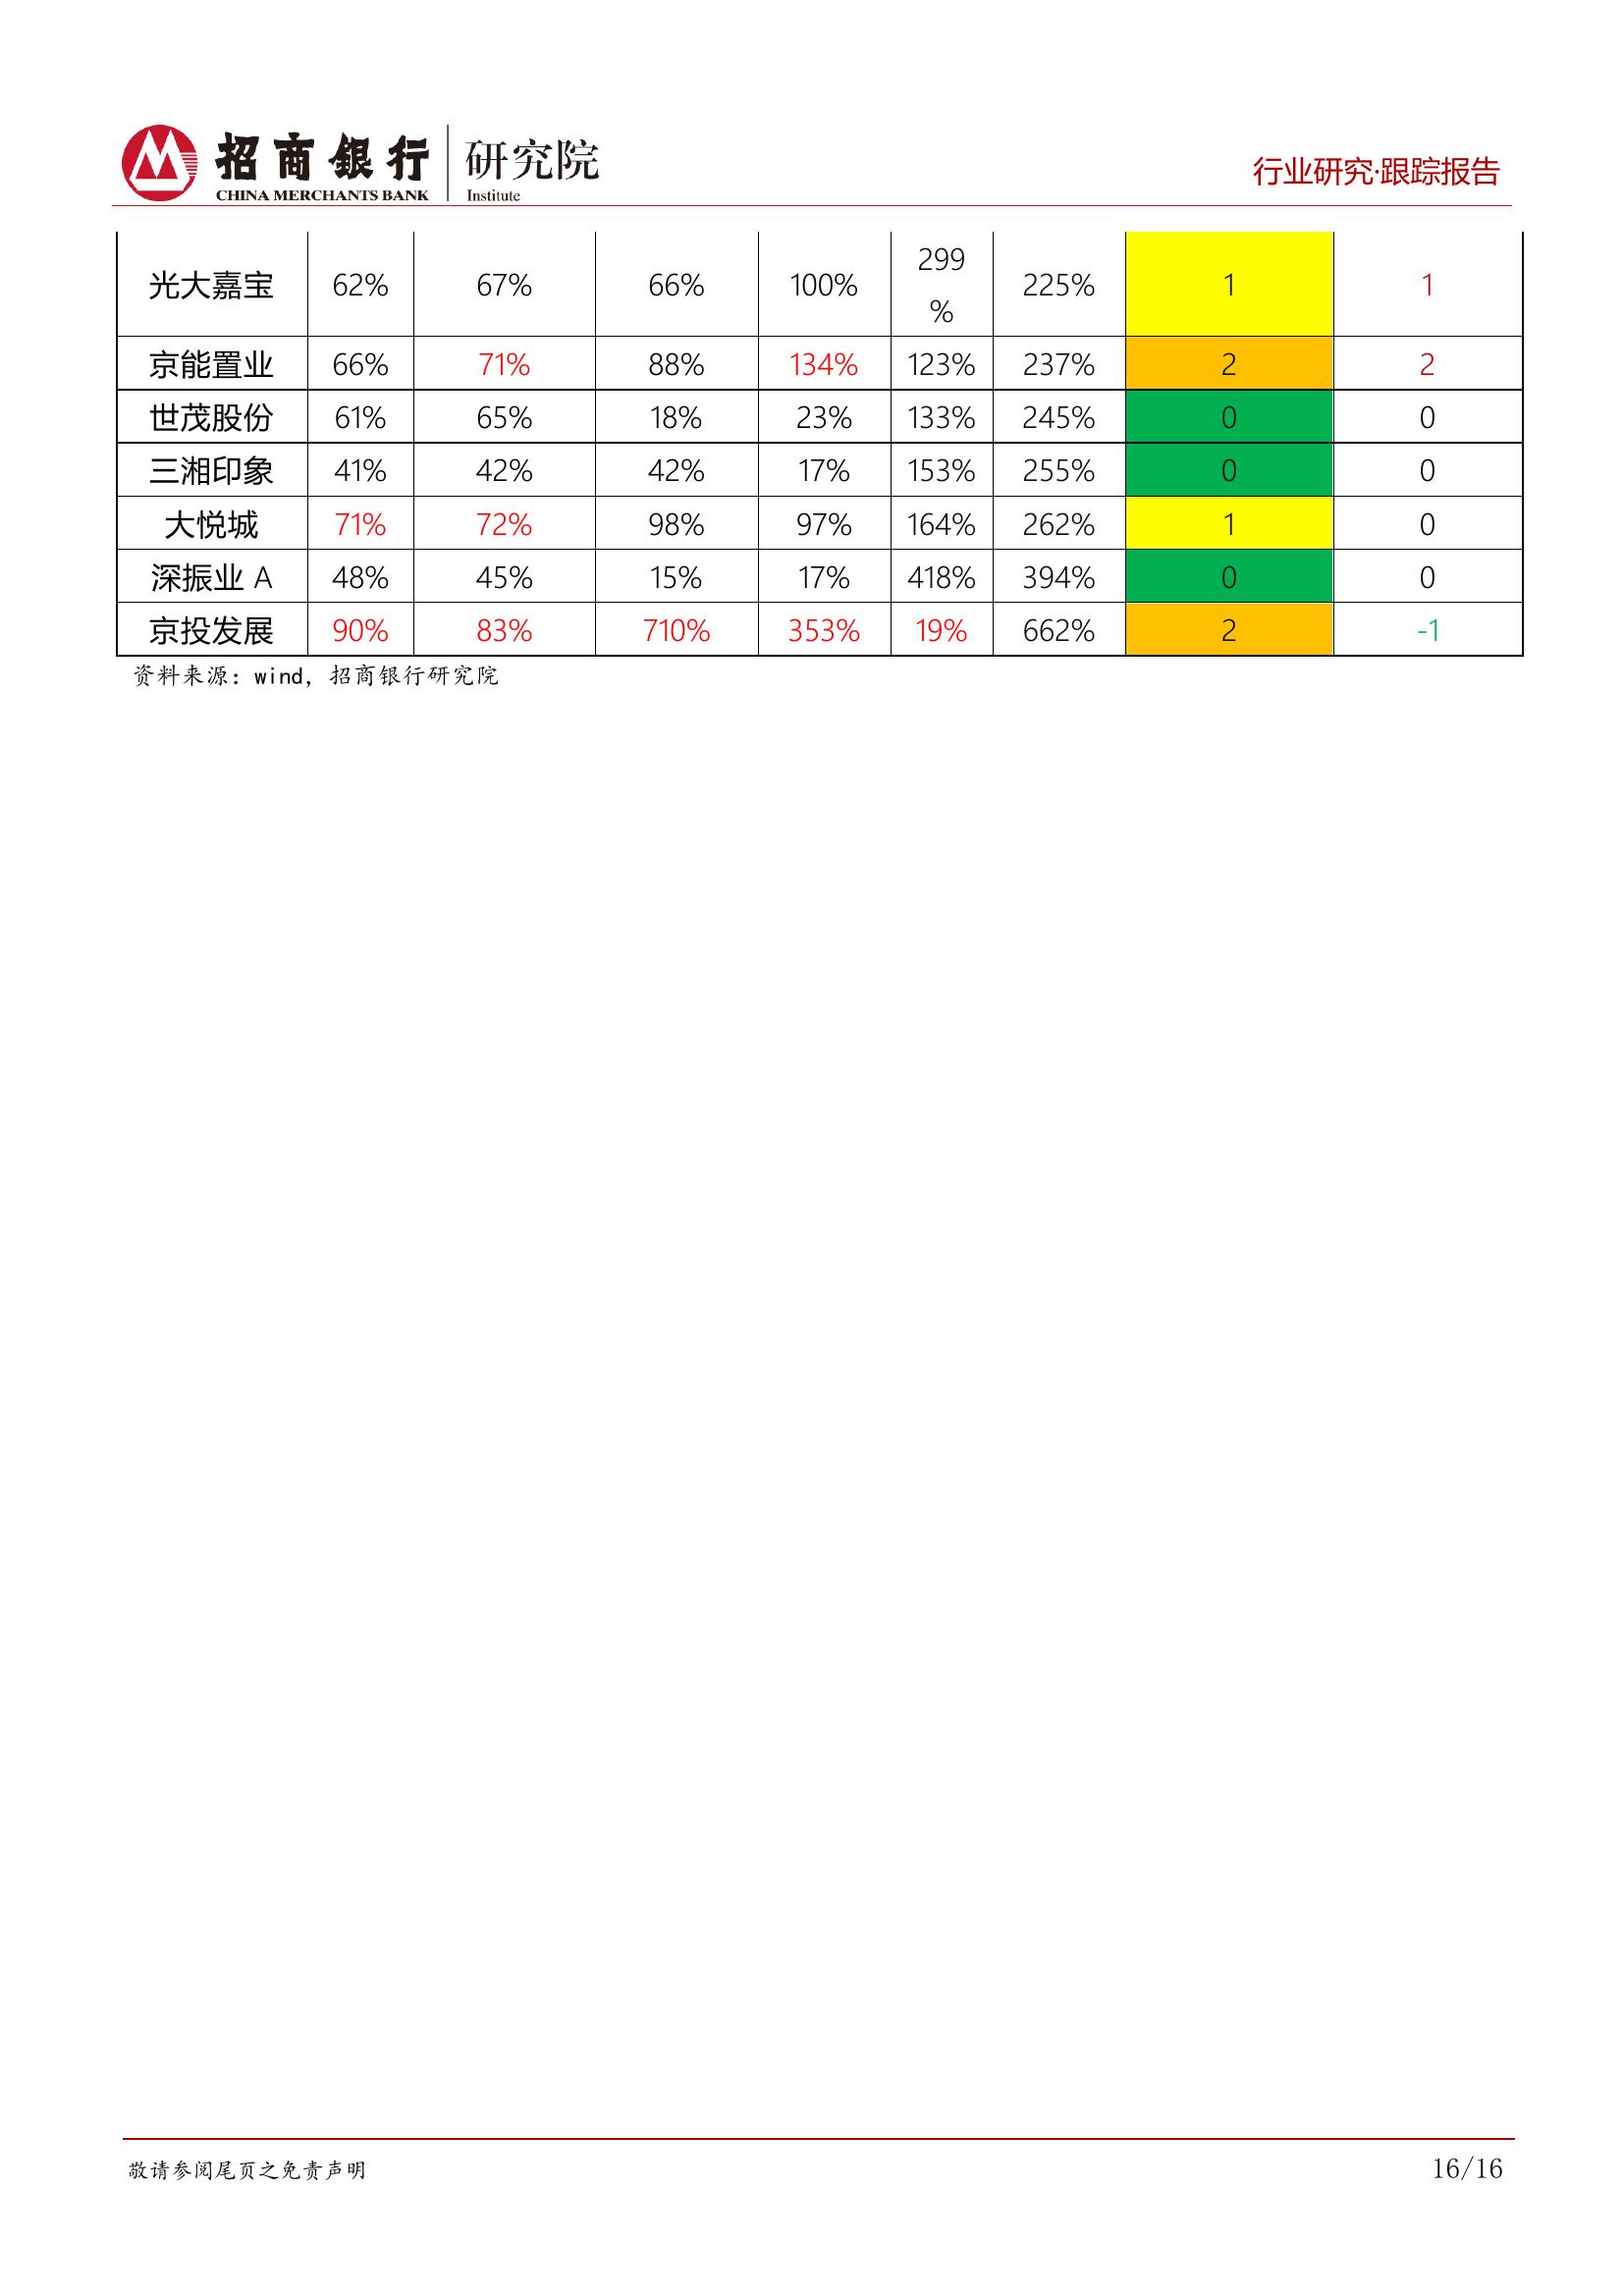 招商银行 研究院
CHINA MERCHANTS BANK Institute
行业研究·跟踪报告
光大嘉宝 62% 67% 66% 100% 299% 225% 1 1
京能置业 66% 71% 88% 134% 123% 237% 2 2
世茂股份 61% 65% 18% 23% 133% 245% 0 0
三湘印象 41% 42% 42% 17% 153% 255% 0 0
大悦城 71% 72% 98% 97% 164% 262% 1 0
深振业 A 48% 45% 15% 17% 418% 394% 0 0
京投发展 90% 83% 710% 353% 19% 662% 2 -1
资料来源：wind，招商银行研究院
敬请参阅尾页之免责声明
16/16